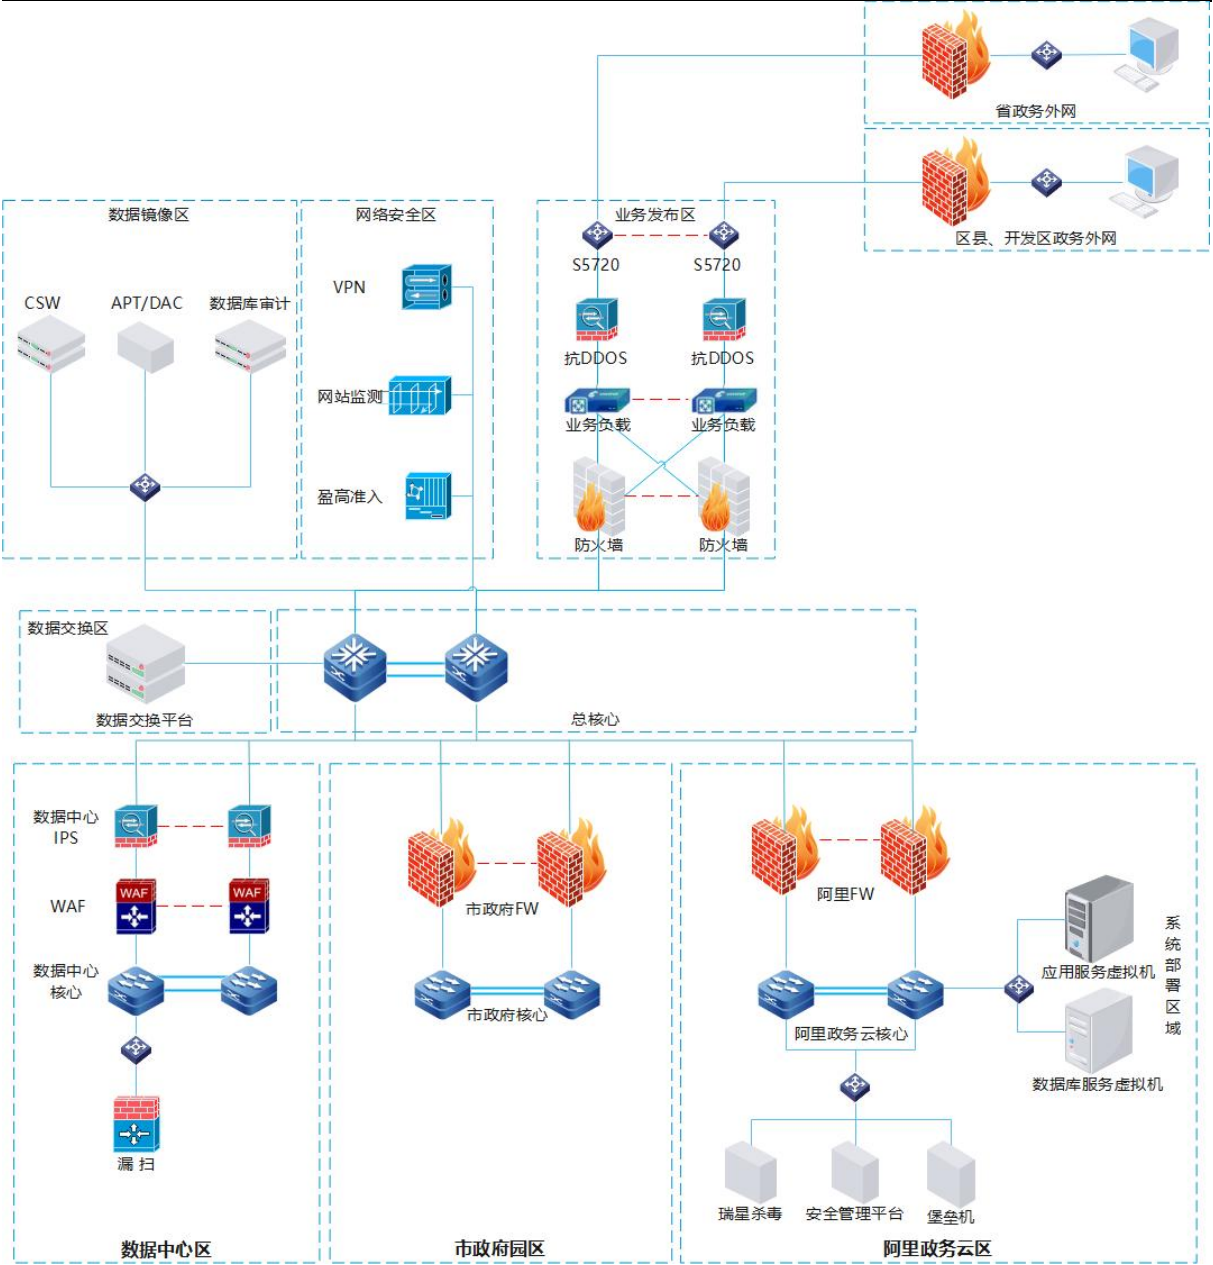 省政务外网
区县、开发区政务外网
数据镜像区
CSW
APT/DAC
数据库审计
网络安全区
VPN
网站监测
盈高准入
业务发布区
S5720
S5720
抗DDOS
抗DDOS
业务负载
业务负载
防火墙
防火墙
数据交换区
数据交换平台
总核心
数据中心
IPS
WAF
WAF
WAF
数据中心
核心
漏 扫
数据中心区
市政府FW
市政府核心
市政府园区
阿里FW
阿里政务云核心
应用服务虚拟机
数据库服务虚拟机
系统部署区域
瑞星杀毒
安全管理平台
堡垒机
阿里政务云区